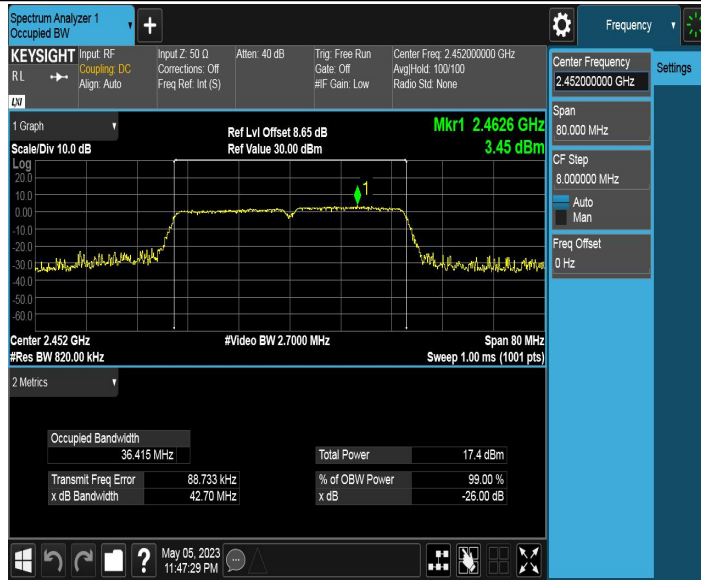 Spectrum Analyzer 1
Occupied BW
+
Frequency
KEYSIGHT
RL
LXI
Input: RF
Coupling: DC
Align: Auto
Input Z: 50 Ω
Corrections: Off
Freq Ref: Int (S)
Atten: 40 dB
Trig: Free Run
Gate: Off
#IF Gain: Low
Center Freq: 2.452000000 GHz
Avg|Hold: 100/100
Radio Std: None
Center Frequency
2.452000000 GHz
Settings
Span
80.000 MHz
CF Step
8.000000 MHz
Auto
Man
Freq Offset
0 Hz
1 Graph
Scale/Div 10.0 dB
Ref Lvl Offset 8.65 dB
Ref Value 30.00 dBm
Mkr1 2.4626 GHz
3.45 dBm
Log
20.0
10.0
0.00
-10.0
-20.0
-30.0
-40.0
-50.0
-60.0
1
Center 2.452 GHz
#Video BW 2.7000 MHz
Span 80 MHz
#Res BW 820.00 kHz
Sweep 1.00 ms (1001 pts)
2 Metrics
Occupied Bandwidth
36.415 MHz
Total Power 17.4 dBm
Transmit Freq Error 88.733 kHz
% of OBW Power 99.00 %
x dB Bandwidth 42.70 MHz
x dB -26.00 dB
?
May 05, 2023
11:47:29 PM